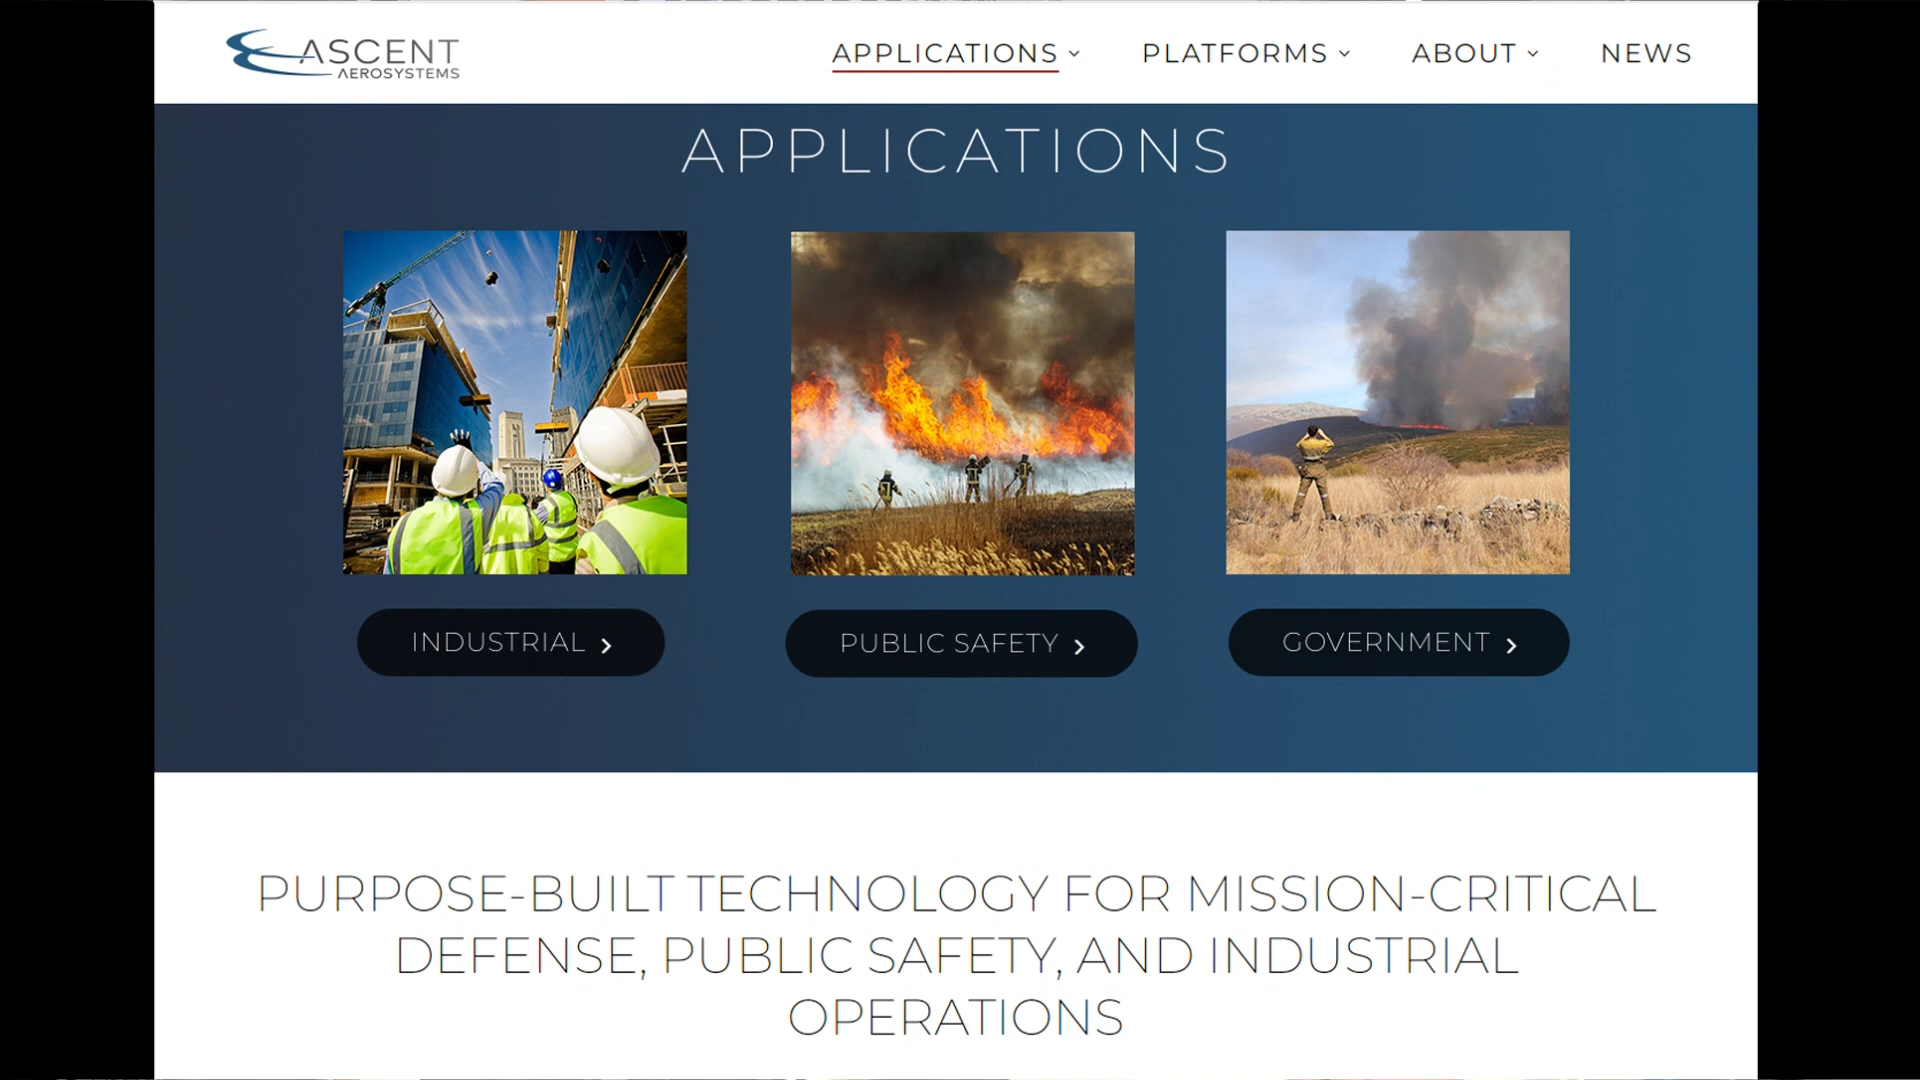 ASCENT
AEROSYSTEMS
APPLICATIONS
PLATFORMS
ABOUT
NEWS
APPLICATIONS
INDUSTRIAL
PUBLIC SAFETY
GOVERNMENT
PURPOSE-BUILT TECHNOLOGY FOR MISSION-CRITICAL
DEFENSE, PUBLIC SAFETY, AND INDUSTRIAL
OPERATIONS